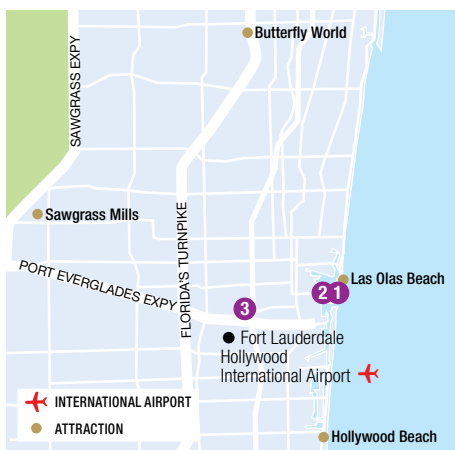 Butterfly World
SAWGRASS EXPY
Sawgrass Mills
FLORIDA'S TURNPIKE
PORT EVERGLADES EXPY
Las Olas Beach
2 1
3
Fort Lauderdale
Hollywood
International Airport
INTERNATIONAL AIRPORT
ATTRACTION
Hollywood Beach